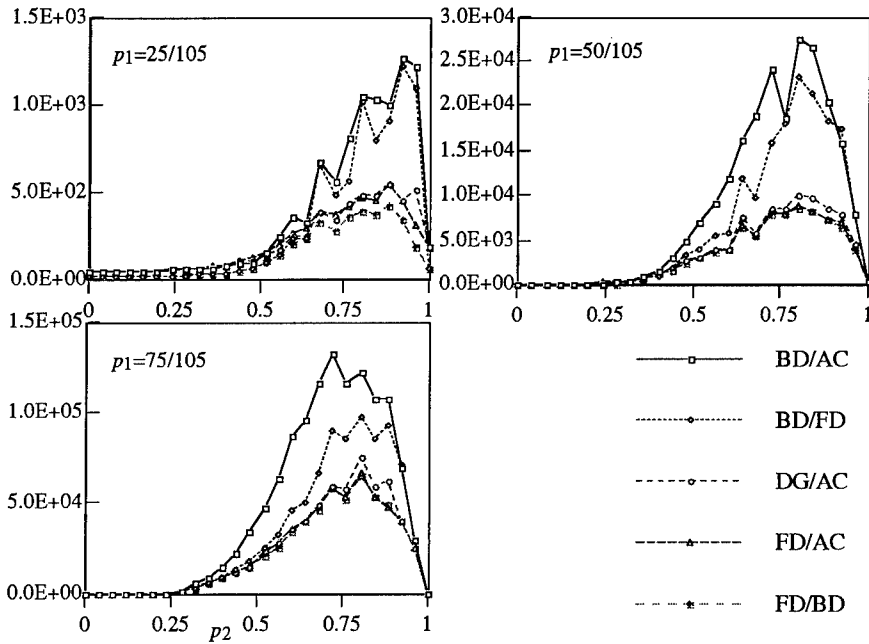 1.5E+03
p1=25/105
1.0E+03
5.0E+02
0.0E+00
0 0.25 0.5 0.75 1
3.0E+04
p1=50/105
2.5E+04
2.0E+04
1.5E+04
1.0E+04
5.0E+03
0.0E+00
0 0.25 0.5 0.75 1
1.5E+05
p1=75/105
1.0E+05
5.0E+04
0.0E+00
0 0.25 0.5 0.75 1
p2
BD/AC
BD/FD
DG/AC
FD/AC
FD/BD